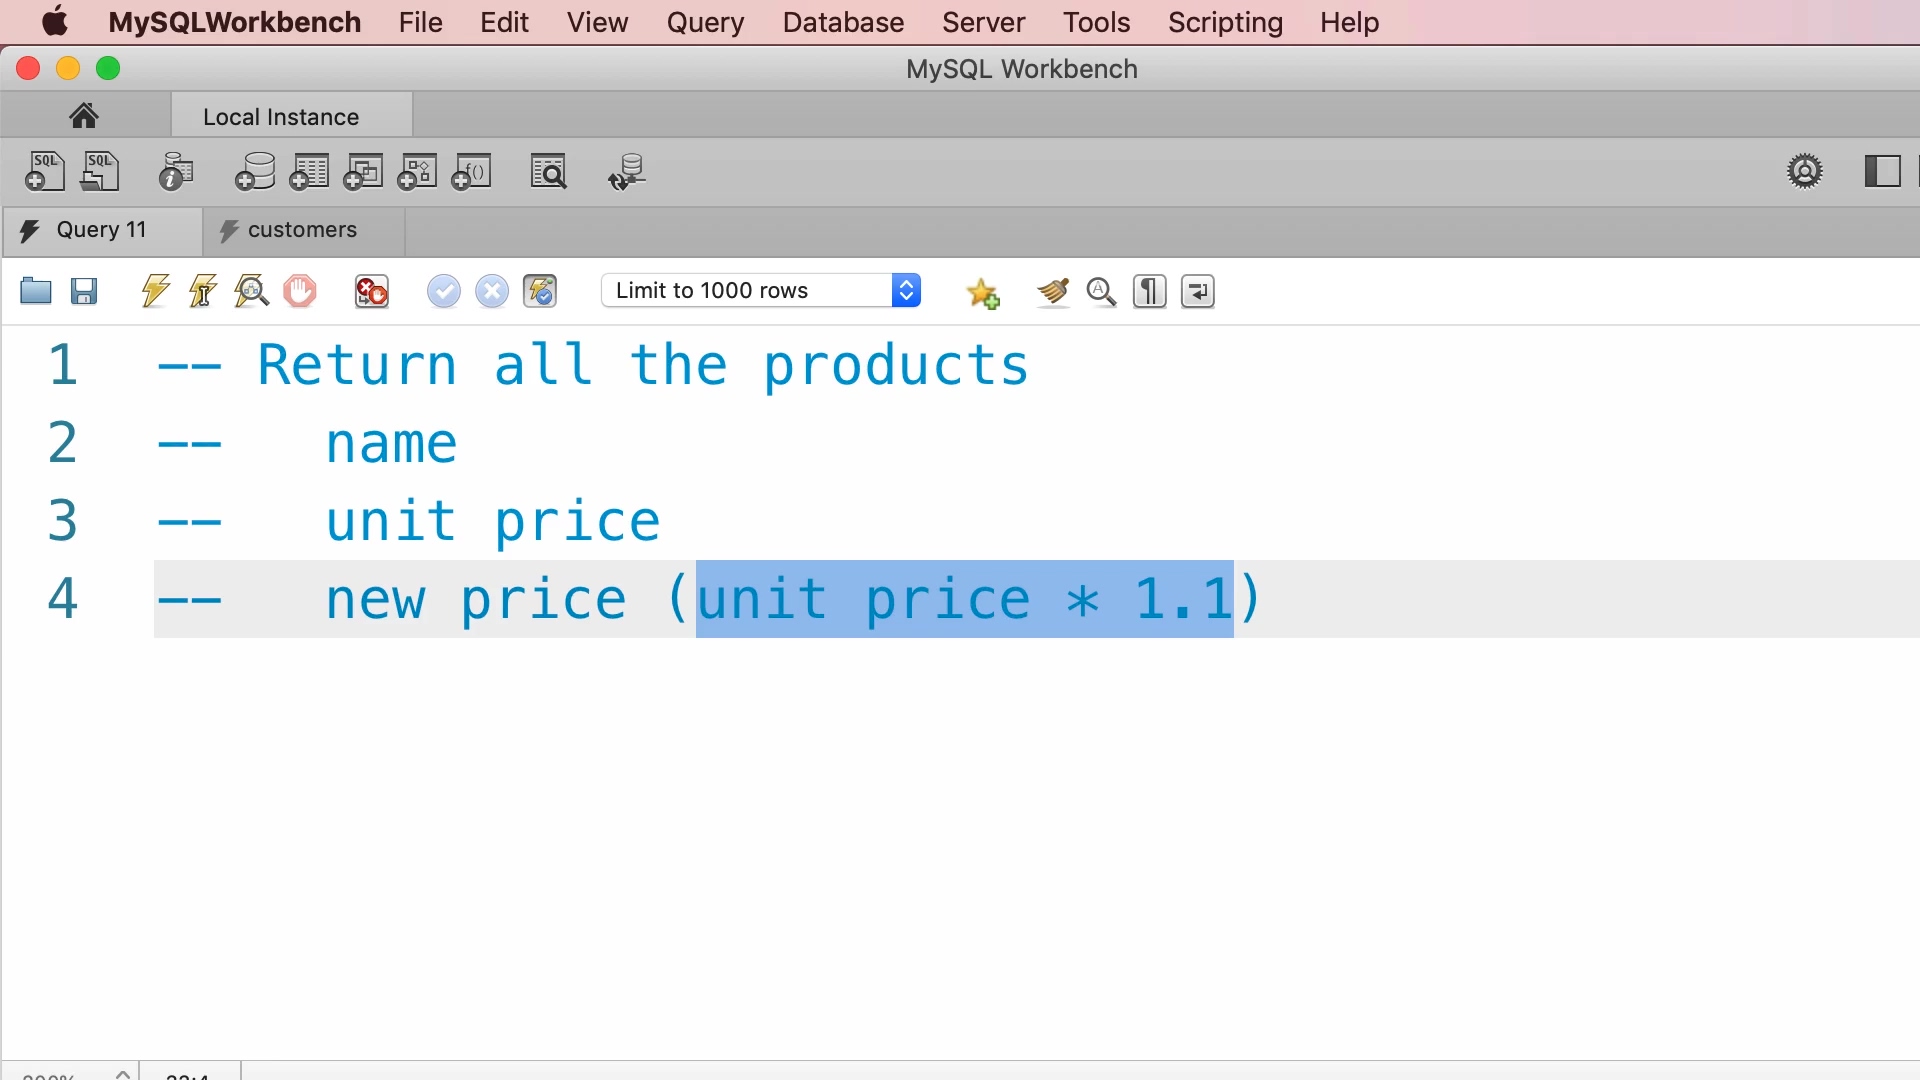 MySQLWorkbench File Edit View Query Database Server Tools Scripting Help
MySQL Workbench
Local Instance
SQL SQL
Query 11 customers
Limit to 1000 rows
1 -- Return all the products
2 --   name
3 --   unit price
4 --   new price (unit price * 1.1)